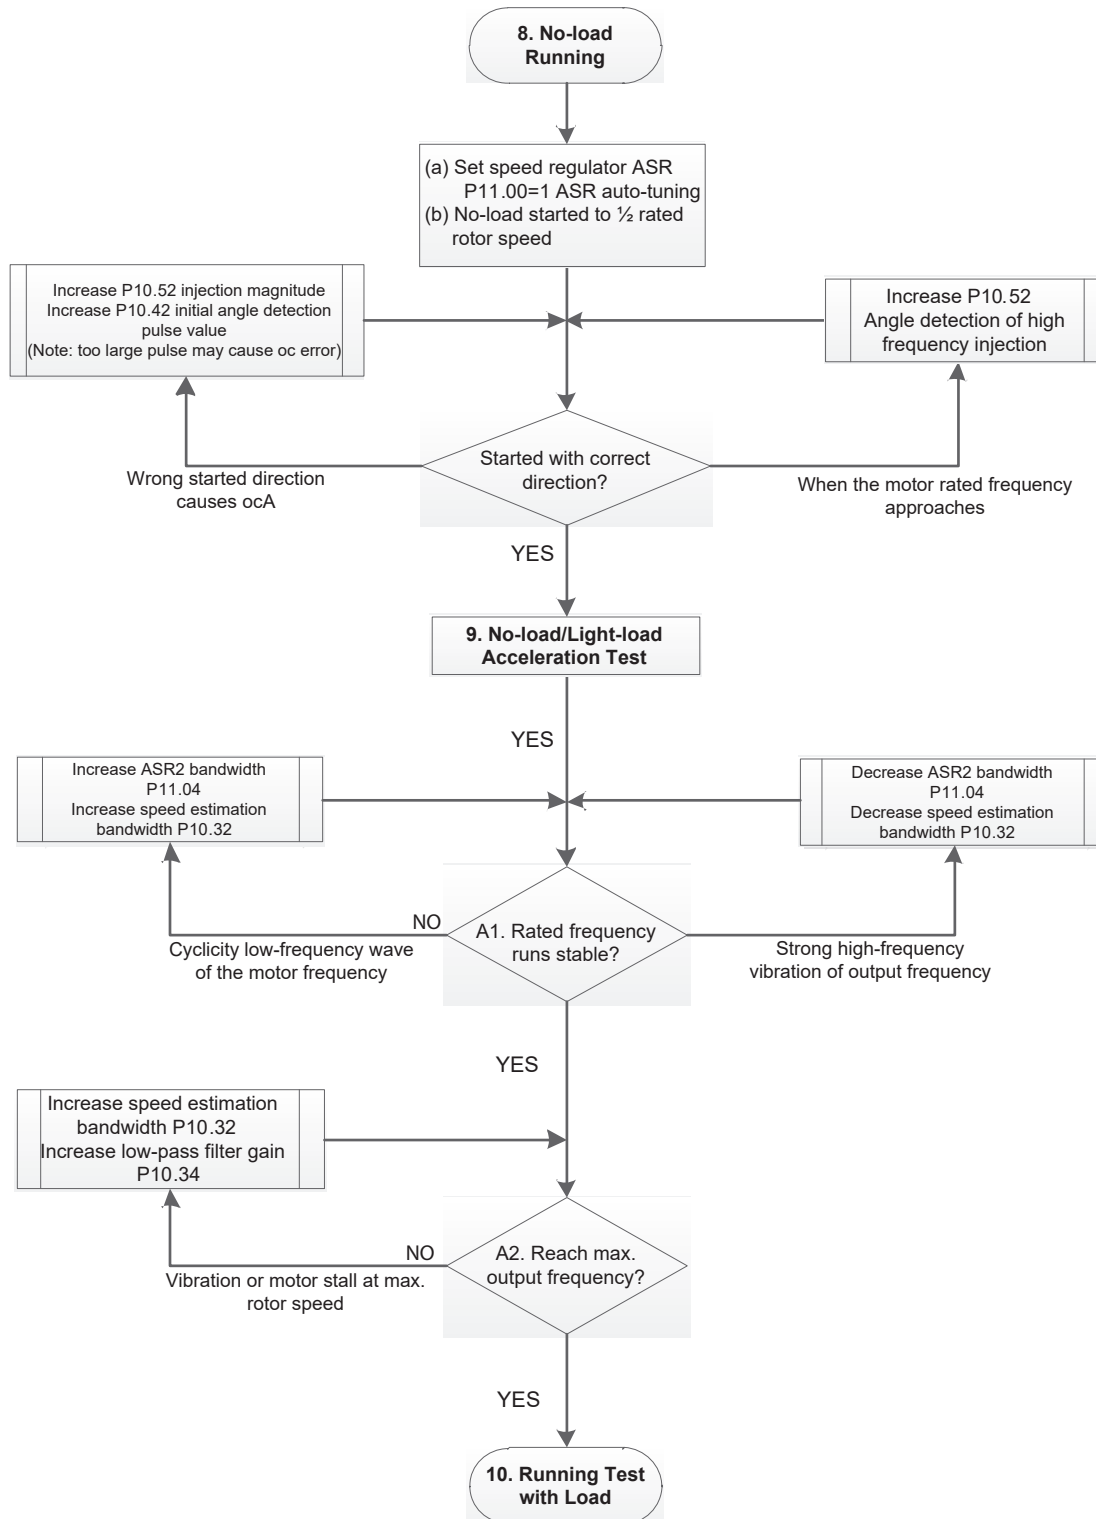 8. No-load
Running
(a) Set speed regulator ASR
P11.00=1 ASR auto-tuning
(b) No-load started to ½ rated
rotor speed
Increase P10.52 injection magnitude
Increase P10.42 initial angle detection
pulse value
(Note: too large pulse may cause oc error)
Increase P10.52
Angle detection of high
frequency injection
Started with correct
direction?
Wrong started direction
causes ocA
When the motor rated frequency
approaches
YES
9. No-load/Light-load
Acceleration Test
YES
Increase ASR2 bandwidth
P11.04
Increase speed estimation
bandwidth P10.32
Decrease ASR2 bandwidth
P11.04
Decrease speed estimation
bandwidth P10.32
NO
A1. Rated frequency
runs stable?
Cyclicity low-frequency wave
of the motor frequency
Strong high-frequency
vibration of output frequency
YES
Increase speed estimation
bandwidth P10.32
Increase low-pass filter gain
P10.34
NO
A2. Reach max.
output frequency?
Vibration or motor stall at max.
rotor speed
YES
10. Running Test
with Load